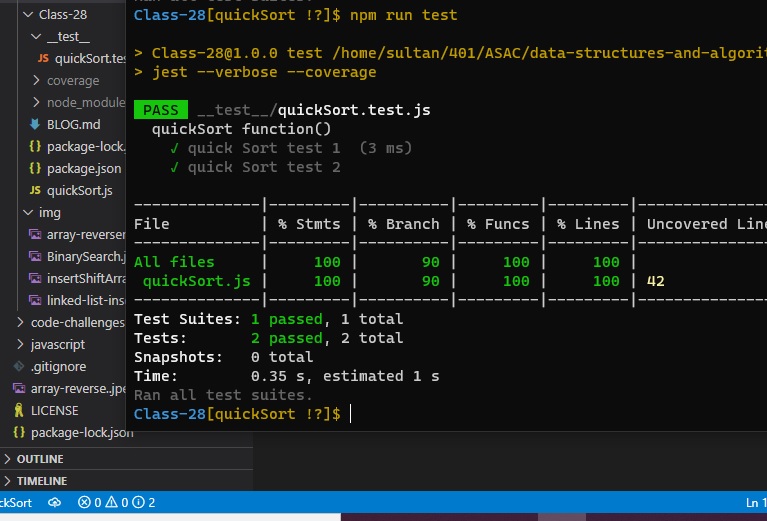 Class-28
__test__
JS quickSort.tes
coverage
node_module
BLOG.md
{} package-lock.
{} package.json
JS quickSort.js
img
array-reverser
BinarySearch.j
insertShiftArra
linked-list-ins
code-challenges
javascript
.gitignore
array-reverse..jpe
LICENSE
{} package-lock.json
OUTLINE
TIMELINE
ckSort 0 0 2
Ln 1
Class-28[quickSort !?]$ npm run test
> Class-28@1.0.0 test /home/sultan/401/ASAC/data-structures-and-algorit
> jest --verbose --coverage
PASS __test__/quickSort.test.js
quickSort function()
✓ quick Sort test 1 (3 ms)
✓ quick Sort test 2
--------------|---------|----------|---------|---------|--------------
File | % Stmts | % Branch | % Funcs | % Lines | Uncovered Line
--------------|---------|----------|---------|---------|--------------
All files | 100 | 90 | 100 | 100 |
quickSort.js | 100 | 90 | 100 | 100 | 42
--------------|---------|----------|---------|---------|--------------
Test Suites: 1 passed, 1 total
Tests: 2 passed, 2 total
Snapshots: 0 total
Time: 0.35 s, estimated 1 s
Ran all test suites.
Class-28[quickSort !?]$